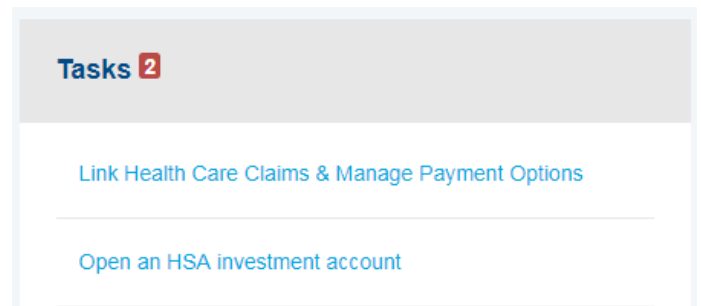 Tasks 2
Link Health Care Claims & Manage Payment Options
Open an HSA investment account